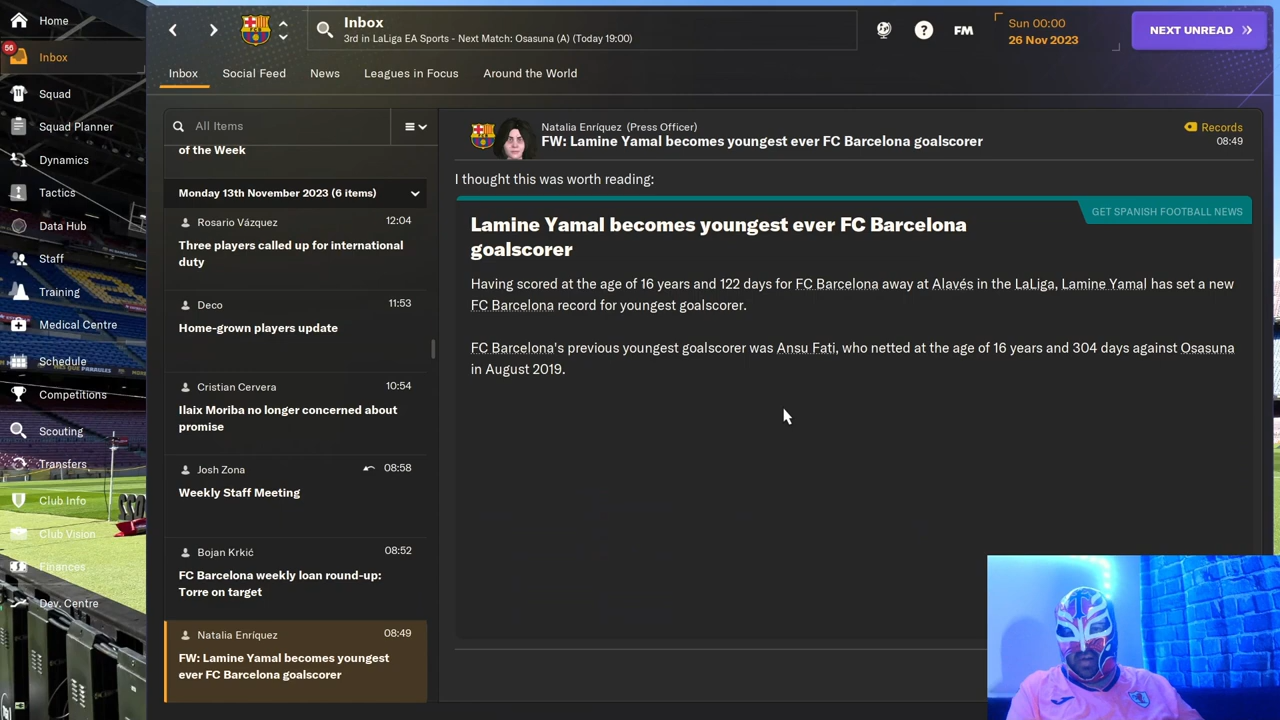 Home
56
Inbox
Squad
Squad Planner
Dynamics
Tactics
Data Hub
Staff
Training
Medical Centre
Schedule
Competitions
Scouting
Transfers
Club Info
Club Vision
Finances
Dev. Centre
Inbox
3rd in LaLiga EA Sports - Next Match: Osasuna (A) (Today 19:00)
?
FM
Sun 00:00
26 Nov 2023
NEXT UNREAD
Inbox
Social Feed
News
Leagues in Focus
Around the World
All Items
of the Week
Monday 13th November 2023 (6 items)
Rosario Vázquez
12:04
Three players called up for international
duty
Deco
11:53
Home-grown players update
Cristian Cervera
10:54
Ilaix Moriba no longer concerned about
promise
Josh Zona
08:58
Weekly Staff Meeting
Bojan Krkić
08:52
FC Barcelona weekly loan round-up:
Torre on target
Natalia Enríquez
08:49
FW: Lamine Yamal becomes youngest
ever FC Barcelona goalscorer
Natalia Enríquez (Press Officer)
FW: Lamine Yamal becomes youngest ever FC Barcelona goalscorer
Records
08:49
I thought this was worth reading:
GET SPANISH FOOTBALL NEWS
Lamine Yamal becomes youngest ever FC Barcelona
goalscorer
Having scored at the age of 16 years and 122 days for FC Barcelona away at Alavés in the LaLiga, Lamine Yamal has set a new
FC Barcelona record for youngest goalscorer.
FC Barcelona's previous youngest goalscorer was Ansu Fati, who netted at the age of 16 years and 304 days against Osasuna
in August 2019.